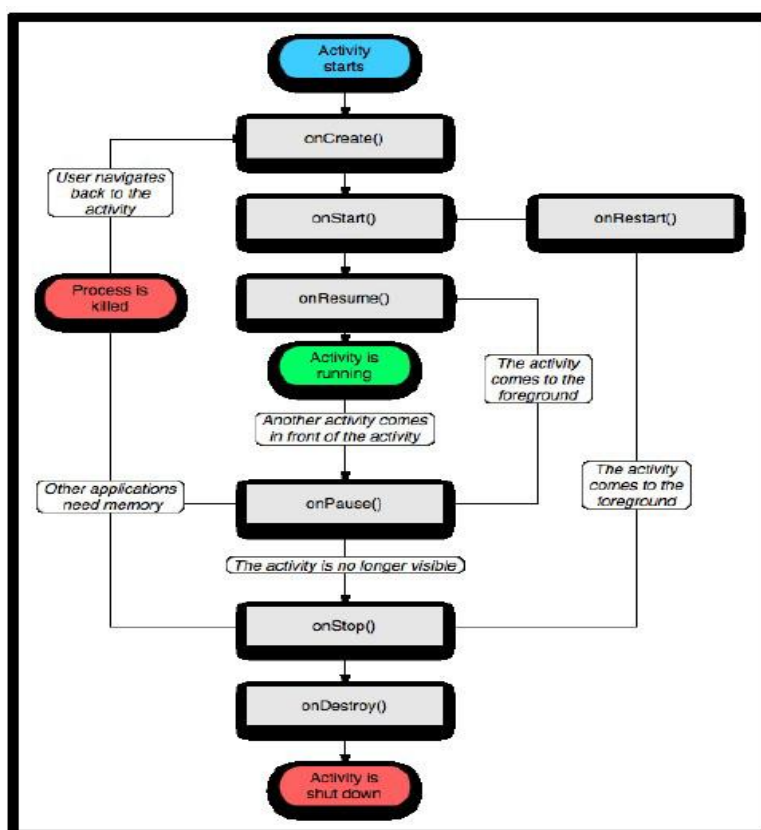 Activity
starts
onCreate()
User navigates
back to the
activity
onStart()
onRestart()
Process is
killed
onResume()
Activity is
running
The activity
comes to the
foreground
Another activity comes
in front of the activity
The activity
comes to the
foreground
Other applications
need memory
onPause()
The activity is no longer visible
onStop()
onDestroy()
Activity is
shut down